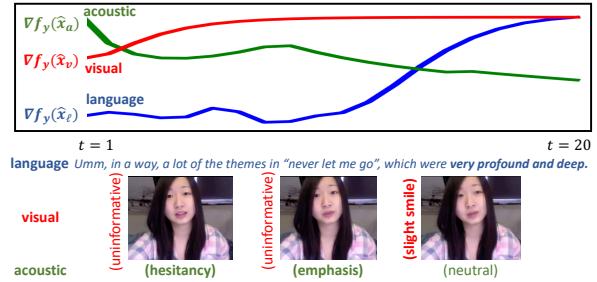 acoustic
∇f_y(x̂_a)
∇f_y(x̂_v)
visual
language
∇f_y(x̂_ℓ)
t = 1
t = 20
language Umm, in a way, a lot of the themes in “never let me go”, which were very profound and deep.
visual
(uninformative)
(uninformative)
(slight smile)
acoustic
(hesitancy)
(emphasis)
(neutral)